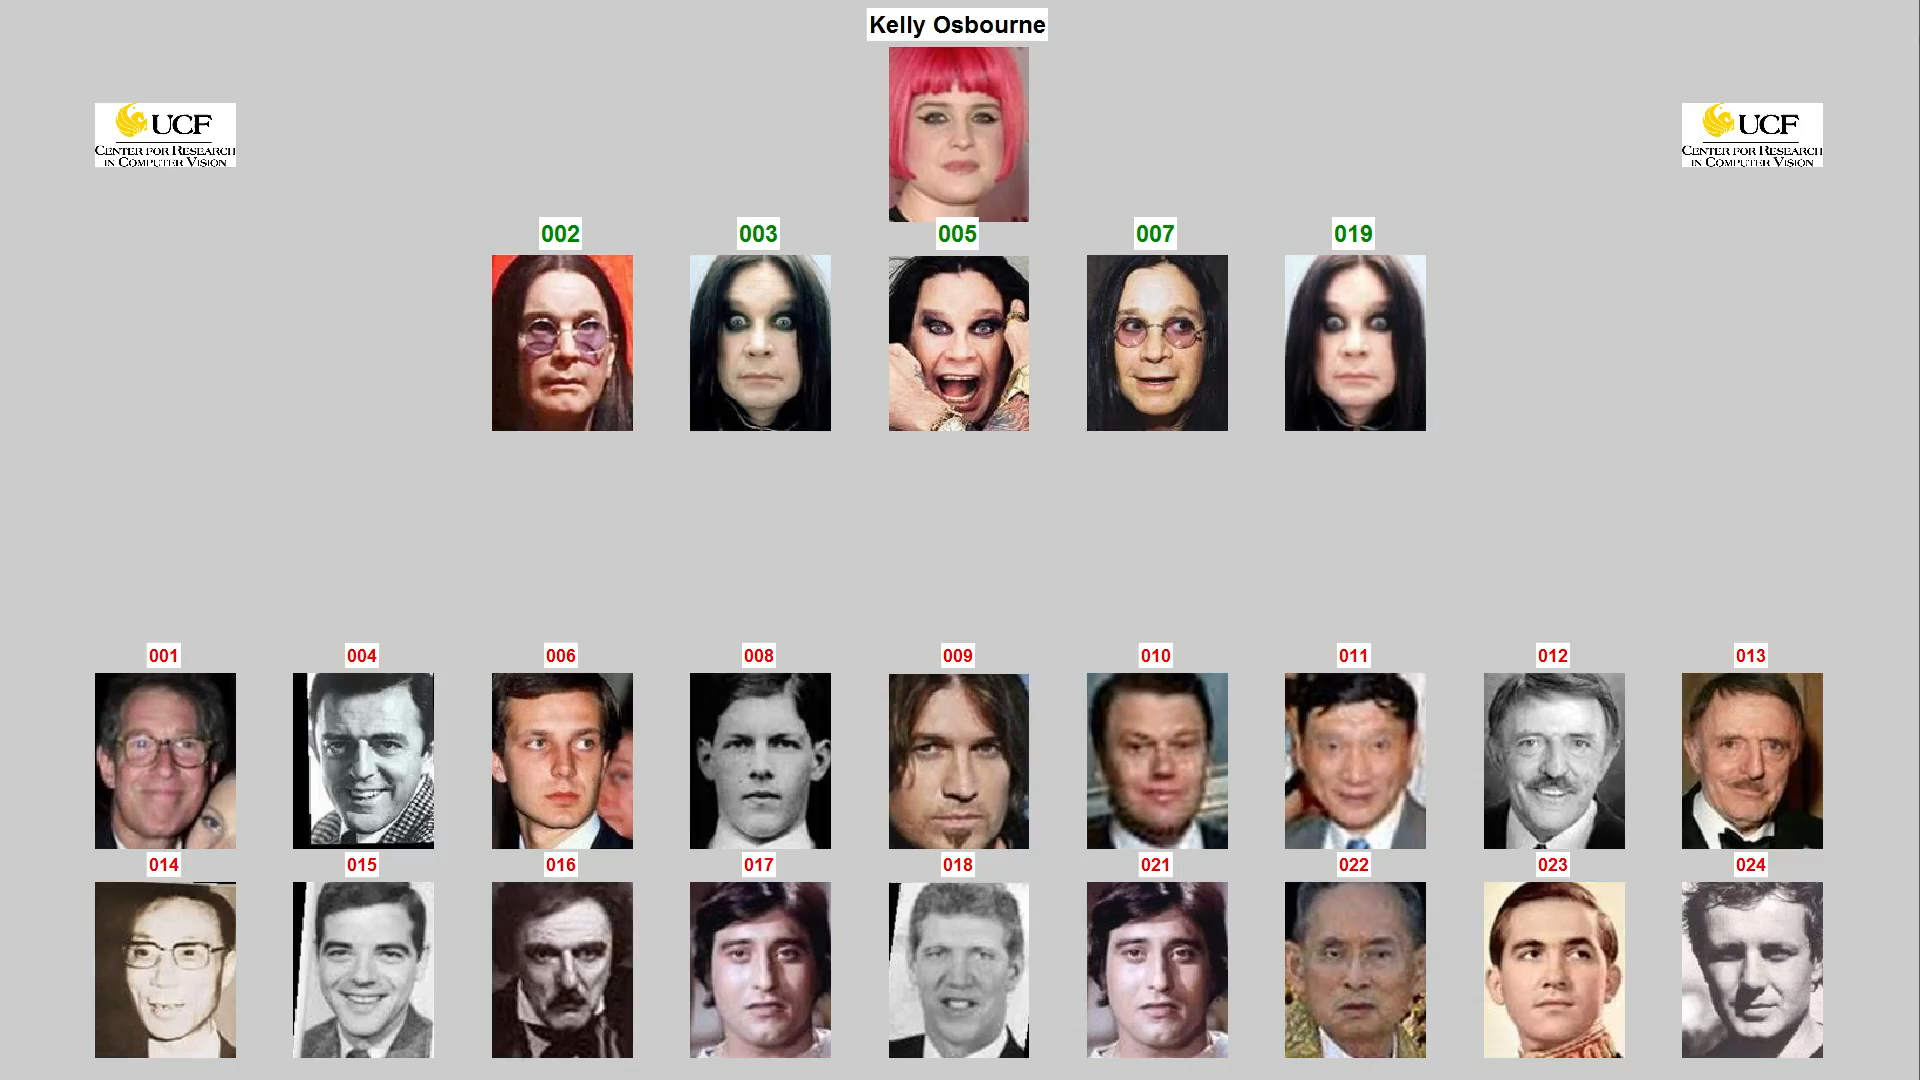 Kelly Osbourne
UCF
CENTER FOR RESEARCH
IN COMPUTER VISION
UCF
CENTER FOR RESEARCH
IN COMPUTER VISION
002 003 005 007 019
001 004 006 008 009 010 011 012 013
014 015 016 017 018 021 022 023 024